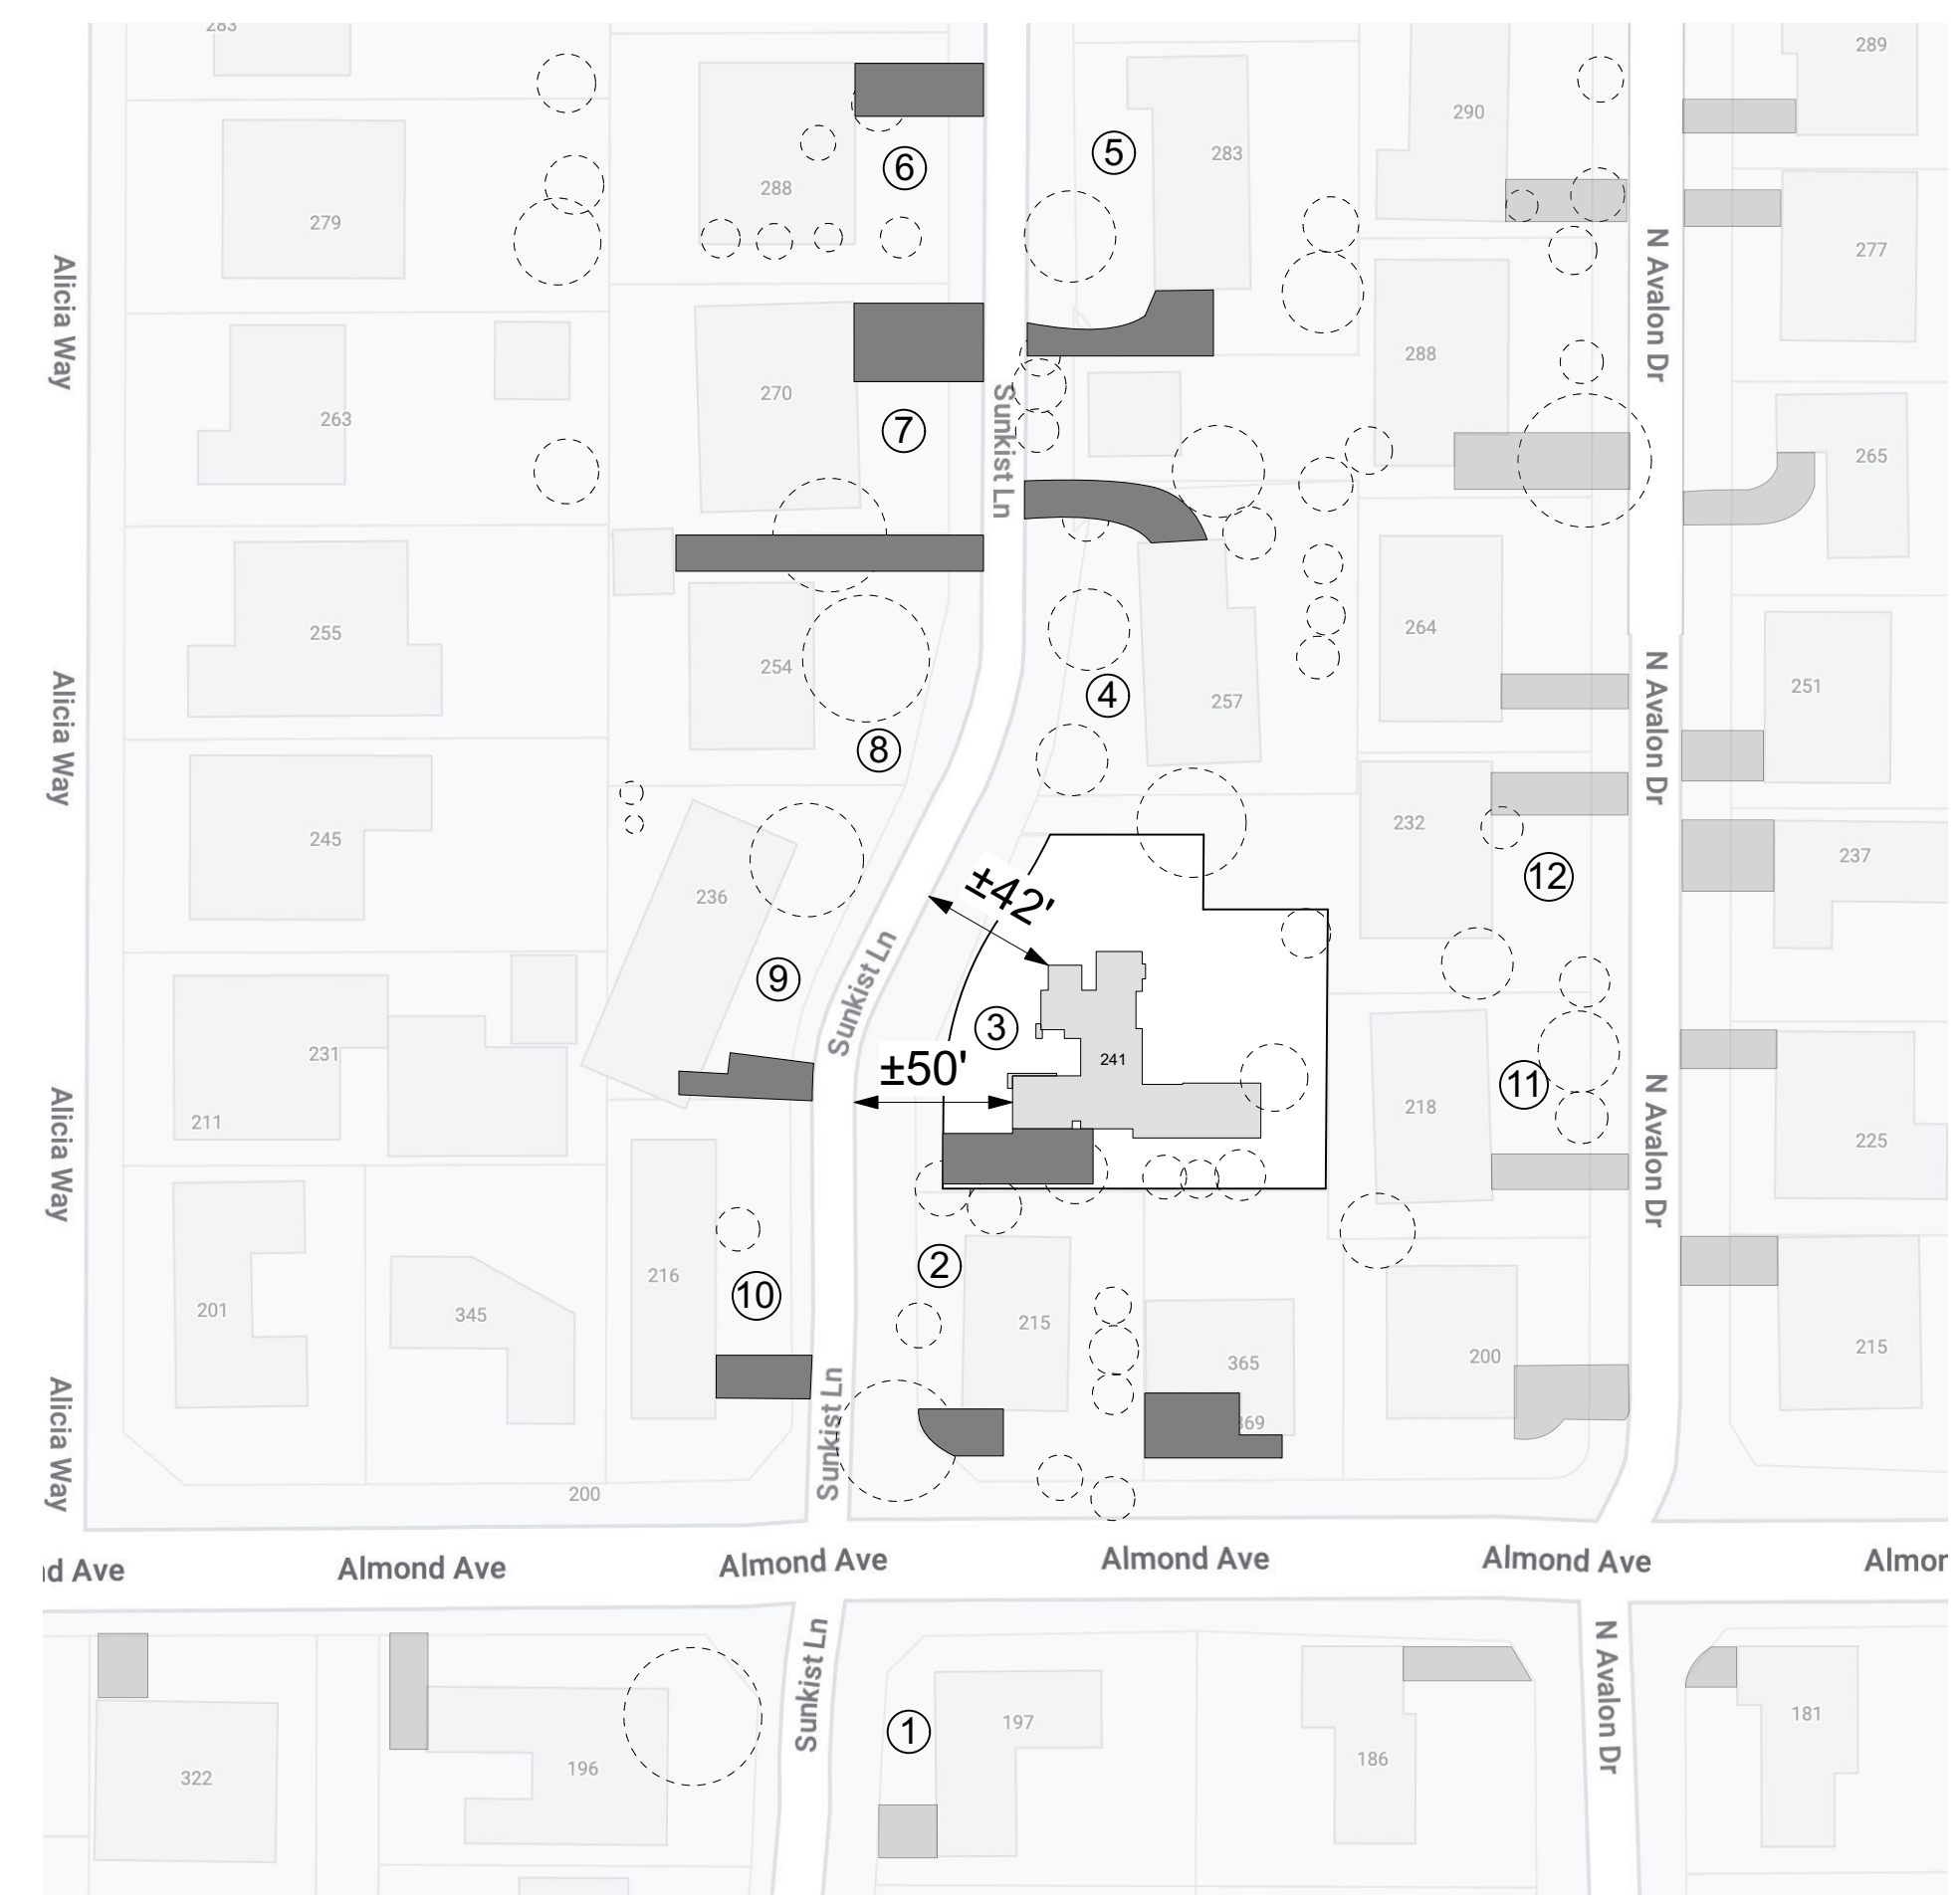 283
289
290
5
283
6
288
279
277
N Avalon Dr
Alicia Way
288
270
263
Sunkist Ln
7
265
255
254
264
4
257
251
N Avalon Dr
Alicia Way
8
245
232
237
236
12
±42'
9
Sunkist Ln
3
231
241
±50'
11
218
211
225
N Avalon Dr
Alicia Way
2
216
10
201
345
215
365
200
215
369
Sunkist Ln
Alicia Way
200
nd Ave
Almond Ave
Almond Ave
Almond Ave
Almond Ave
Almon
Sunkist Ln
N Avalon Dr
1
197
181
186
196
322